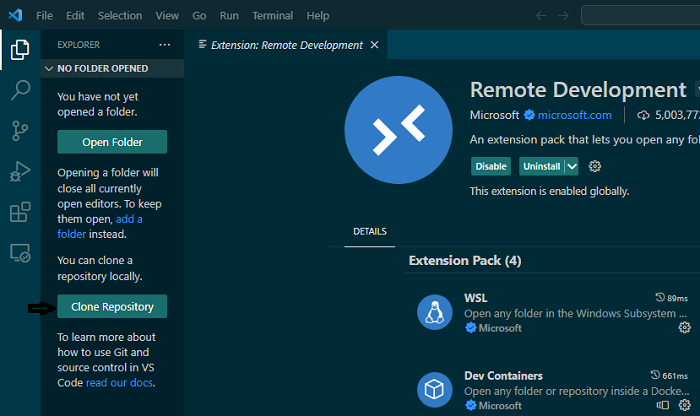 File Edit Selection View Go Run Terminal Help
EXPLORER
Extension: Remote Development
NO FOLDER OPENED
You have not yet
opened a folder.
Open Folder
Opening a folder will
close all currently
open editors. To keep
them open, add a
folder instead.
You can clone a
repository locally.
Clone Repository
To learn more about
how to use Git and
source control in VS
Code read our docs.
Remote Development
Microsoft microsoft.com 5,003,77
An extension pack that lets you open any fol
Disable Uninstall
This extension is enabled globally.
DETAILS
Extension Pack (4)
WSL 89ms
Open any folder in the Windows Subsystem ...
Microsoft
Dev Containers 661ms
Open any folder or repository inside a Docke...
Microsoft